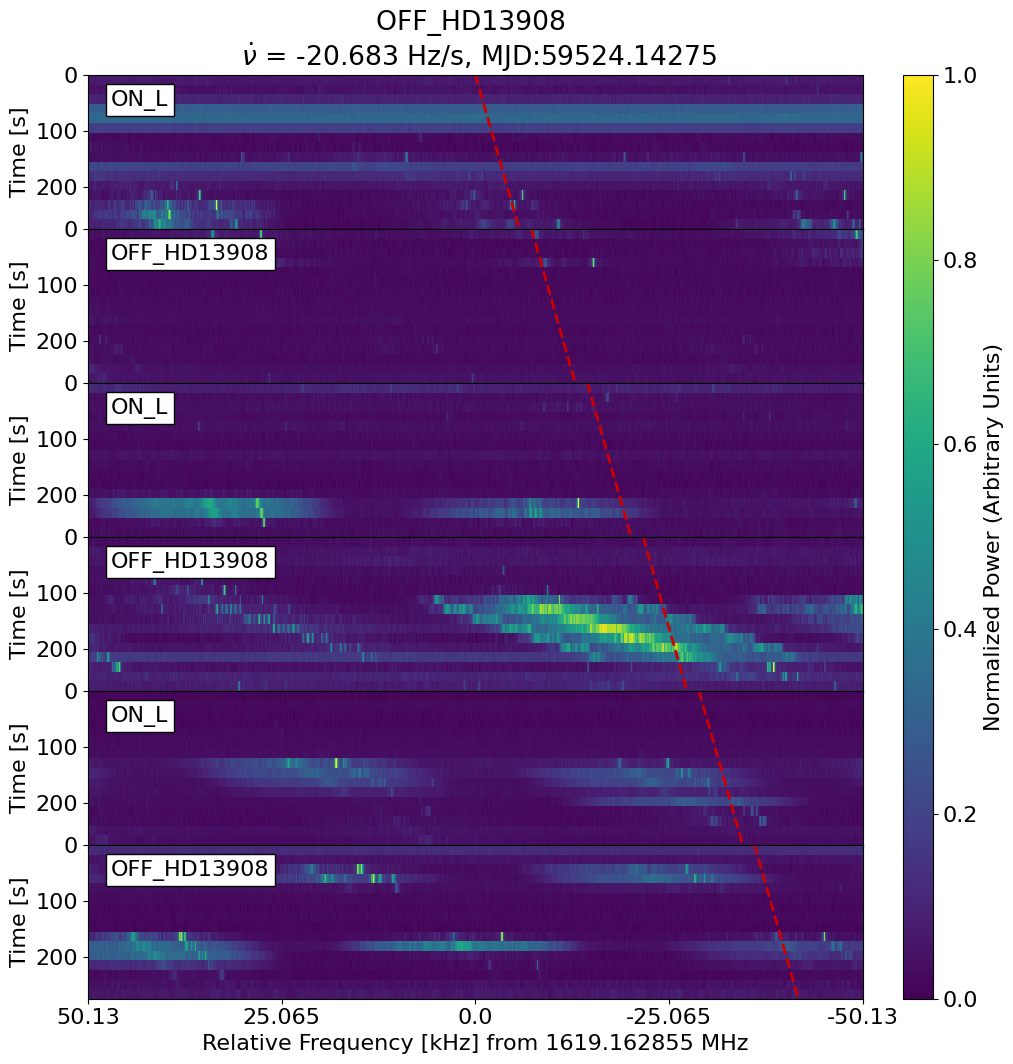 OFF_HD13908
ν̇ = -20.683 Hz/s, MJD:59524.14275
0
100
200
Time [s]
ON_L
0
100
200
Time [s]
OFF_HD13908
0
100
200
Time [s]
ON_L
0
100
200
Time [s]
OFF_HD13908
0
100
200
Time [s]
ON_L
0
100
200
Time [s]
OFF_HD13908
50.13 25.065 0.0 -25.065 -50.13
Relative Frequency [kHz] from 1619.162855 MHz
1.0
0.8
0.6
0.4
0.2
0.0
Normalized Power (Arbitrary Units)